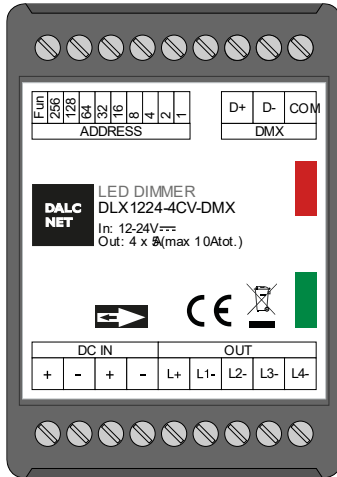 Fun 256 128 64 32 16 8 4 2 1
ADDRESS
D+ D- COM
DMX
DALC
NET
LED DIMMER
DLX1224-4CV-DMX
In: 12-24V⎓
Out: 4 x 5A(max 10Atot.)
CE
DC IN OUT
+ - + - L+ L1- L2- L3- L4-